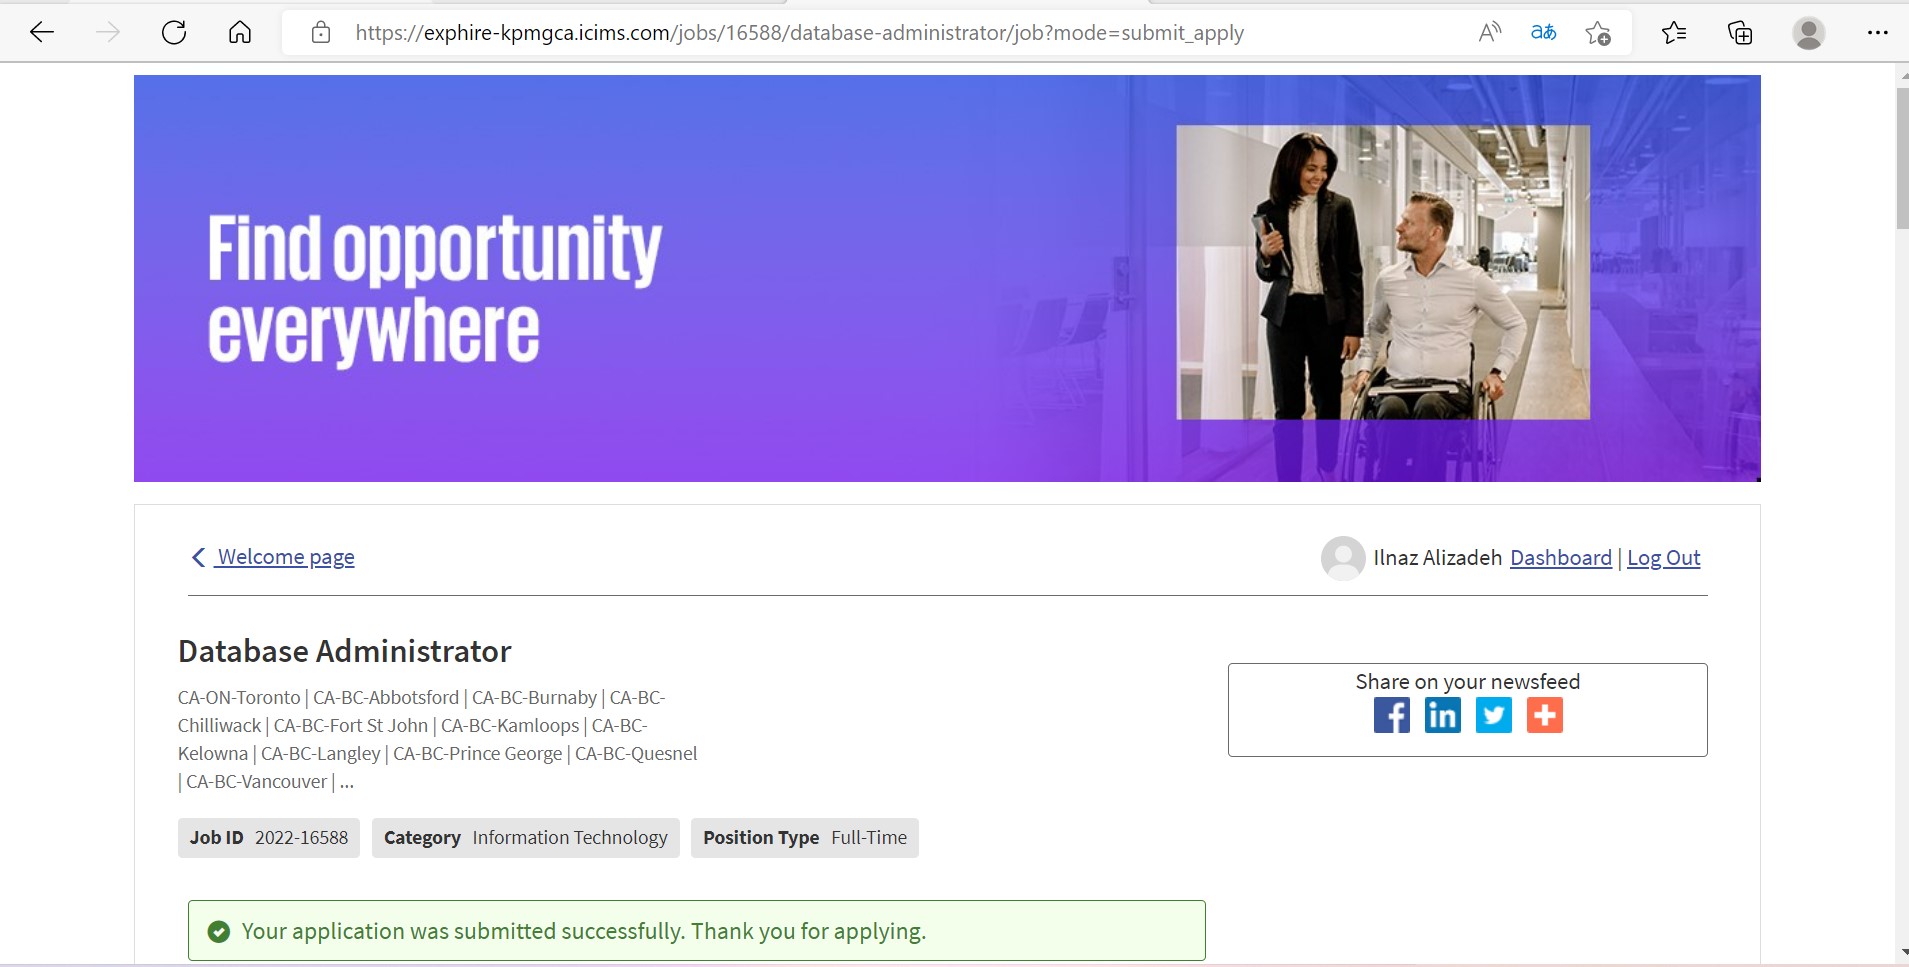 https://exphire-kpmgca.icims.com/jobs/16588/database-administrator/job?mode=submit_apply
Find opportunity
everywhere
Welcome page
Ilnaz Alizadeh Dashboard | Log Out
Database Administrator
CA-ON-Toronto | CA-BC-Abbotsford | CA-BC-Burnaby | CA-BC-
Chilliwack | CA-BC-Fort St John | CA-BC-Kamloops | CA-BC-
Kelowna | CA-BC-Langley | CA-BC-Prince George | CA-BC-Quesnel
| CA-BC-Vancouver | ...
Share on your newsfeed
Job ID 2022-16588 Category Information Technology Position Type Full-Time
Your application was submitted successfully. Thank you for applying.